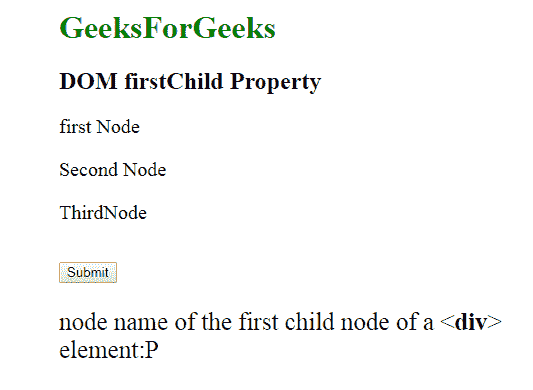 GeeksForGeeks
DOM firstChild Property
first Node
Second Node
ThirdNode
Submit
node name of the first child node of a <div>
element:P